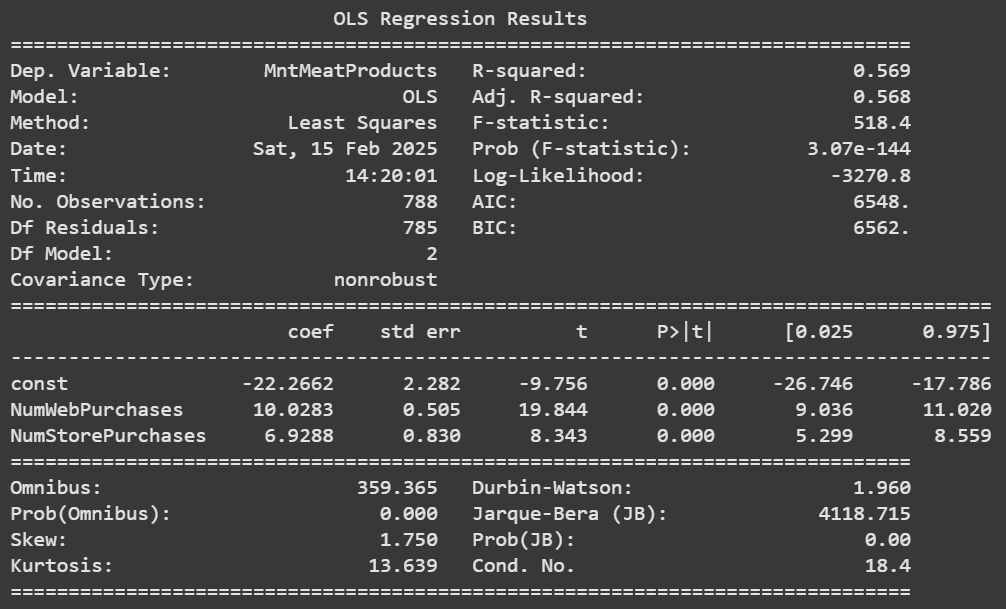 OLS Regression Results
==============================================================================
Dep. Variable:        MntMeatProducts   R-squared:                       0.569
Model:                            OLS   Adj. R-squared:                  0.568
Method:                 Least Squares   F-statistic:                     518.4
Date:                Sat, 15 Feb 2025   Prob (F-statistic):          3.07e-144
Time:                        14:20:01   Log-Likelihood:                -3270.8
No. Observations:                 788   AIC:                             6548.
Df Residuals:                     785   BIC:                             6562.
Df Model:                           2
Covariance Type:            nonrobust
=====================================================================================
                        coef    std err          t      P>|t|      [0.025      0.975]
-------------------------------------------------------------------------------------
const               -22.2662      2.282     -9.756      0.000     -26.746     -17.786
NumWebPurchases      10.0283      0.505     19.844      0.000       9.036      11.020
NumStorePurchases     6.9288      0.830      8.343      0.000       5.299       8.559
==============================================================================
Omnibus:                      359.365   Durbin-Watson:                   1.960
Prob(Omnibus):                  0.000   Jarque-Bera (JB):             4118.715
Skew:                           1.750   Prob(JB):                         0.00
Kurtosis:                      13.639   Cond. No.                         18.4
==============================================================================